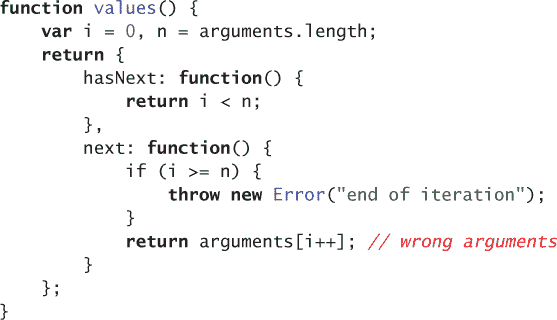 function values() {
    var i = 0, n = arguments.length;
    return {
        hasNext: function() {
            return i < n;
        },
        next: function() {
            if (i >= n) {
                throw new Error("end of iteration");
            }
            return arguments[i++]; // wrong arguments
        }
    };
}